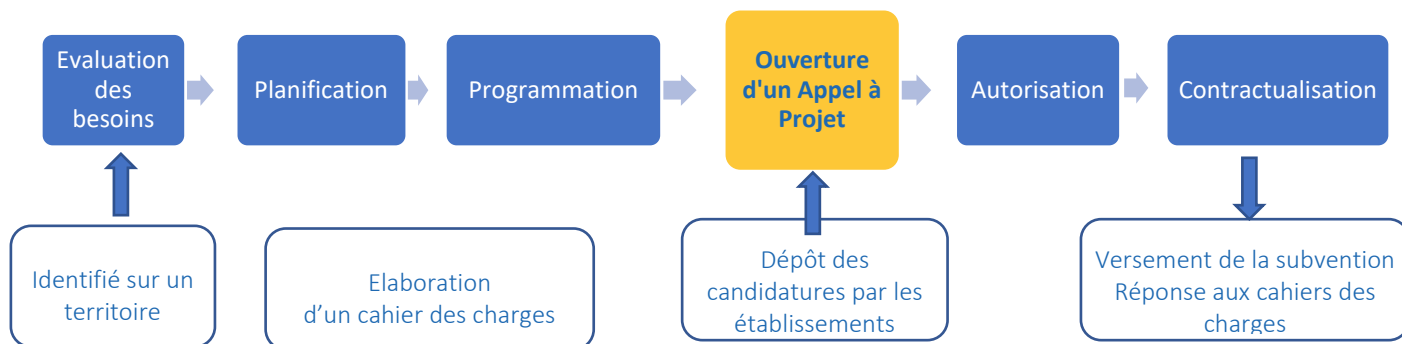 Evaluation
des
besoins
Planification
Programmation
Ouverture
d'un Appel à
Projet
Autorisation
Contractualisation
Identifié sur un
territoire
Elaboration
d’un cahier des charges
Dépôt des
candidatures par les
établissements
Versement de la subvention
Réponse aux cahiers des
charges